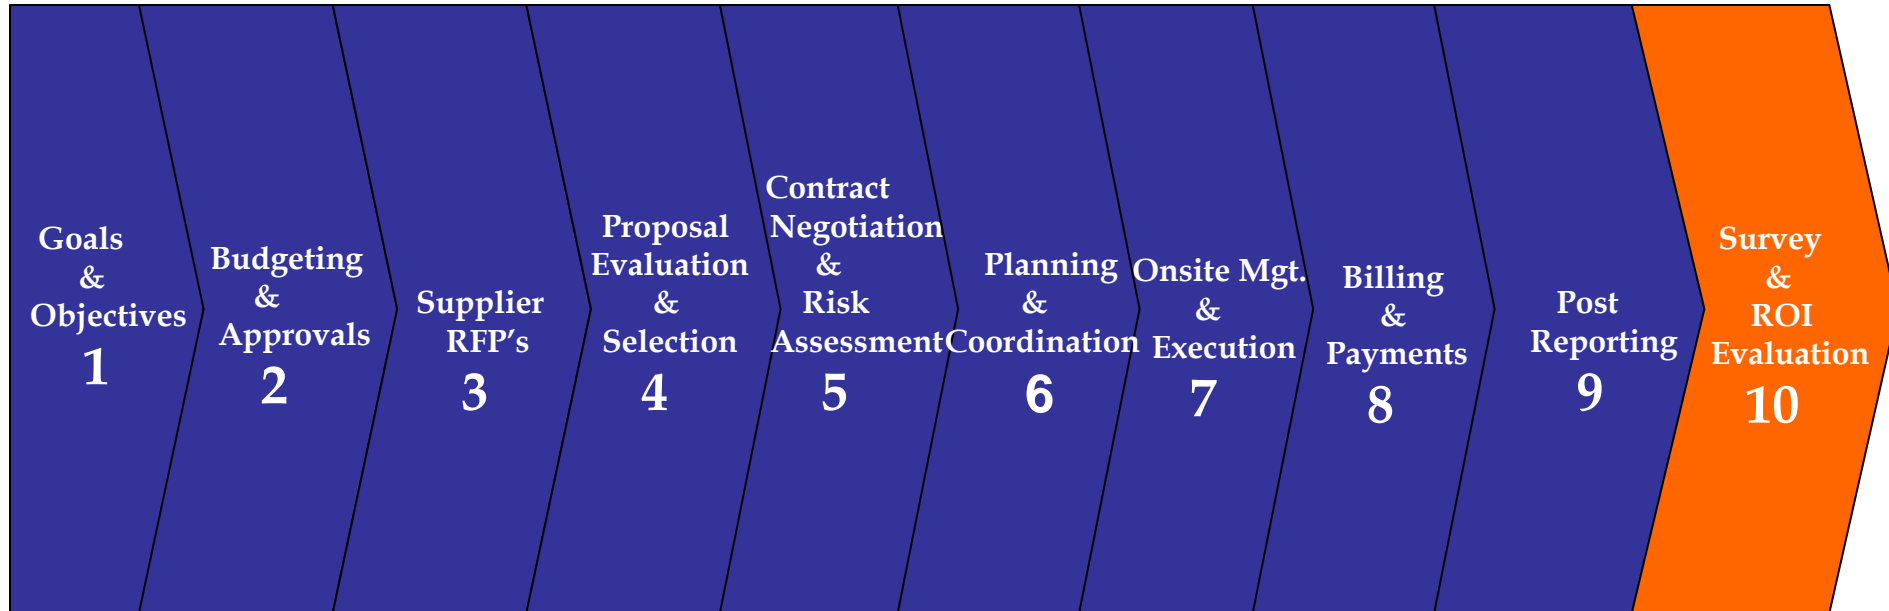 Goals
&
Objectives
1
Budgeting
&
Approvals
2
Supplier
RFP's
3
Proposal
Evaluation
&
Selection
4
Contract
Negotiation
&
Risk
Assessment
5
Planning
&
Coordination
6
Onsite Mgt.
&
Execution
7
Billing
&
Payments
8
Post
Reporting
9
Survey
&
ROI
Evaluation
10